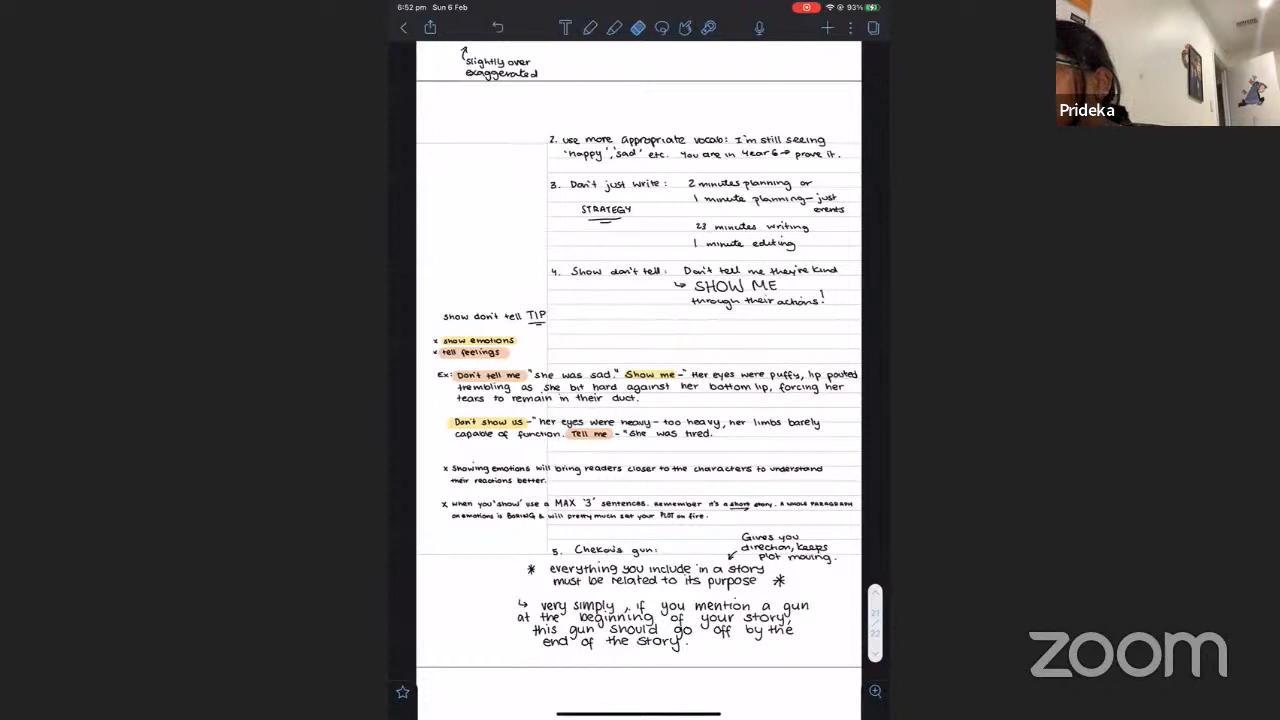 6:52 pm Sun 6 Feb
93%
T
slightly over
exaggerated
2. use more appropriate vocab: I'm still seeing
'happy', 'sad' etc. You are in Year 6 → prove it.
3. Don't just write: 2 minutes planning or
1 minute planning - just
events
STRATEGY
23 minutes writing
1 minute editing
4. Show don't tell: Don't tell me they're kind
↳ SHOW ME
through their actions!
show don't tell TIP
x show emotions
x tell feelings
Ex: Don't tell me "she was sad." Show me - "Her eyes were puffy, lip pouted
trembling as she bit hard against her bottom lip, forcing her
tears to remain in their duct.
Don't show us - "her eyes were heavy - too heavy, her limbs barely
capable of function. Tell me - "she was tired.
x showing emotions will bring readers closer to the characters to understand
their reactions better.
x when you 'show' use a MAX '3' sentences. Remember it's a short story. A WHOLE PARAGRAPH
on emotions is BORING & will pretty much set your PLOT on fire.
5. Chekov's gun:
Gives you
direction, keeps
plot moving.
* everything you include in a story
must be related to its purpose *
↳ very simply, if you mention a gun
at the beginning of your story,
this gun should go off by the
end of the story.
21
/
22
Prideka
zoom